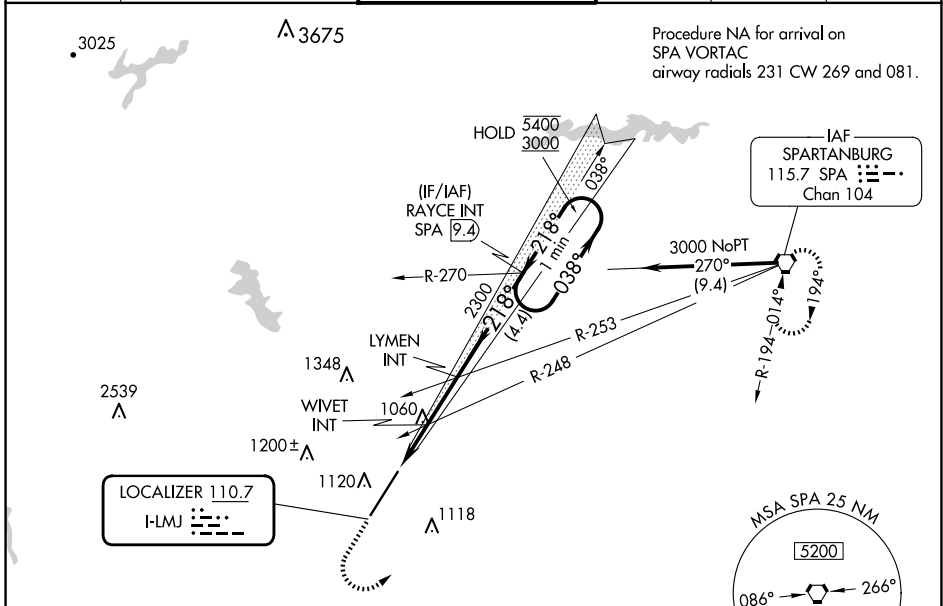 3025
3675
Procedure NA for arrival on
SPA VORTAC
airway radials 231 CW 269 and 081.
HOLD 5400
3000
038°
IAF
SPARTANBURG
115.7 SPA
Chan 104
(IF/IAF)
RAYCE INT
SPA 9.4
218°
1 min
038°
3000 NoPT
270°
(9.4)
R-270
194°
R-194-014°
2300
218°
(4.4)
R-253
R-248
LYMEN
INT
1348
2539
WIVET
INT
1060
1200±
1120
LOCALIZER 110.7
I-LMJ
1118
MSA SPA 25 NM
5200
086°
266°